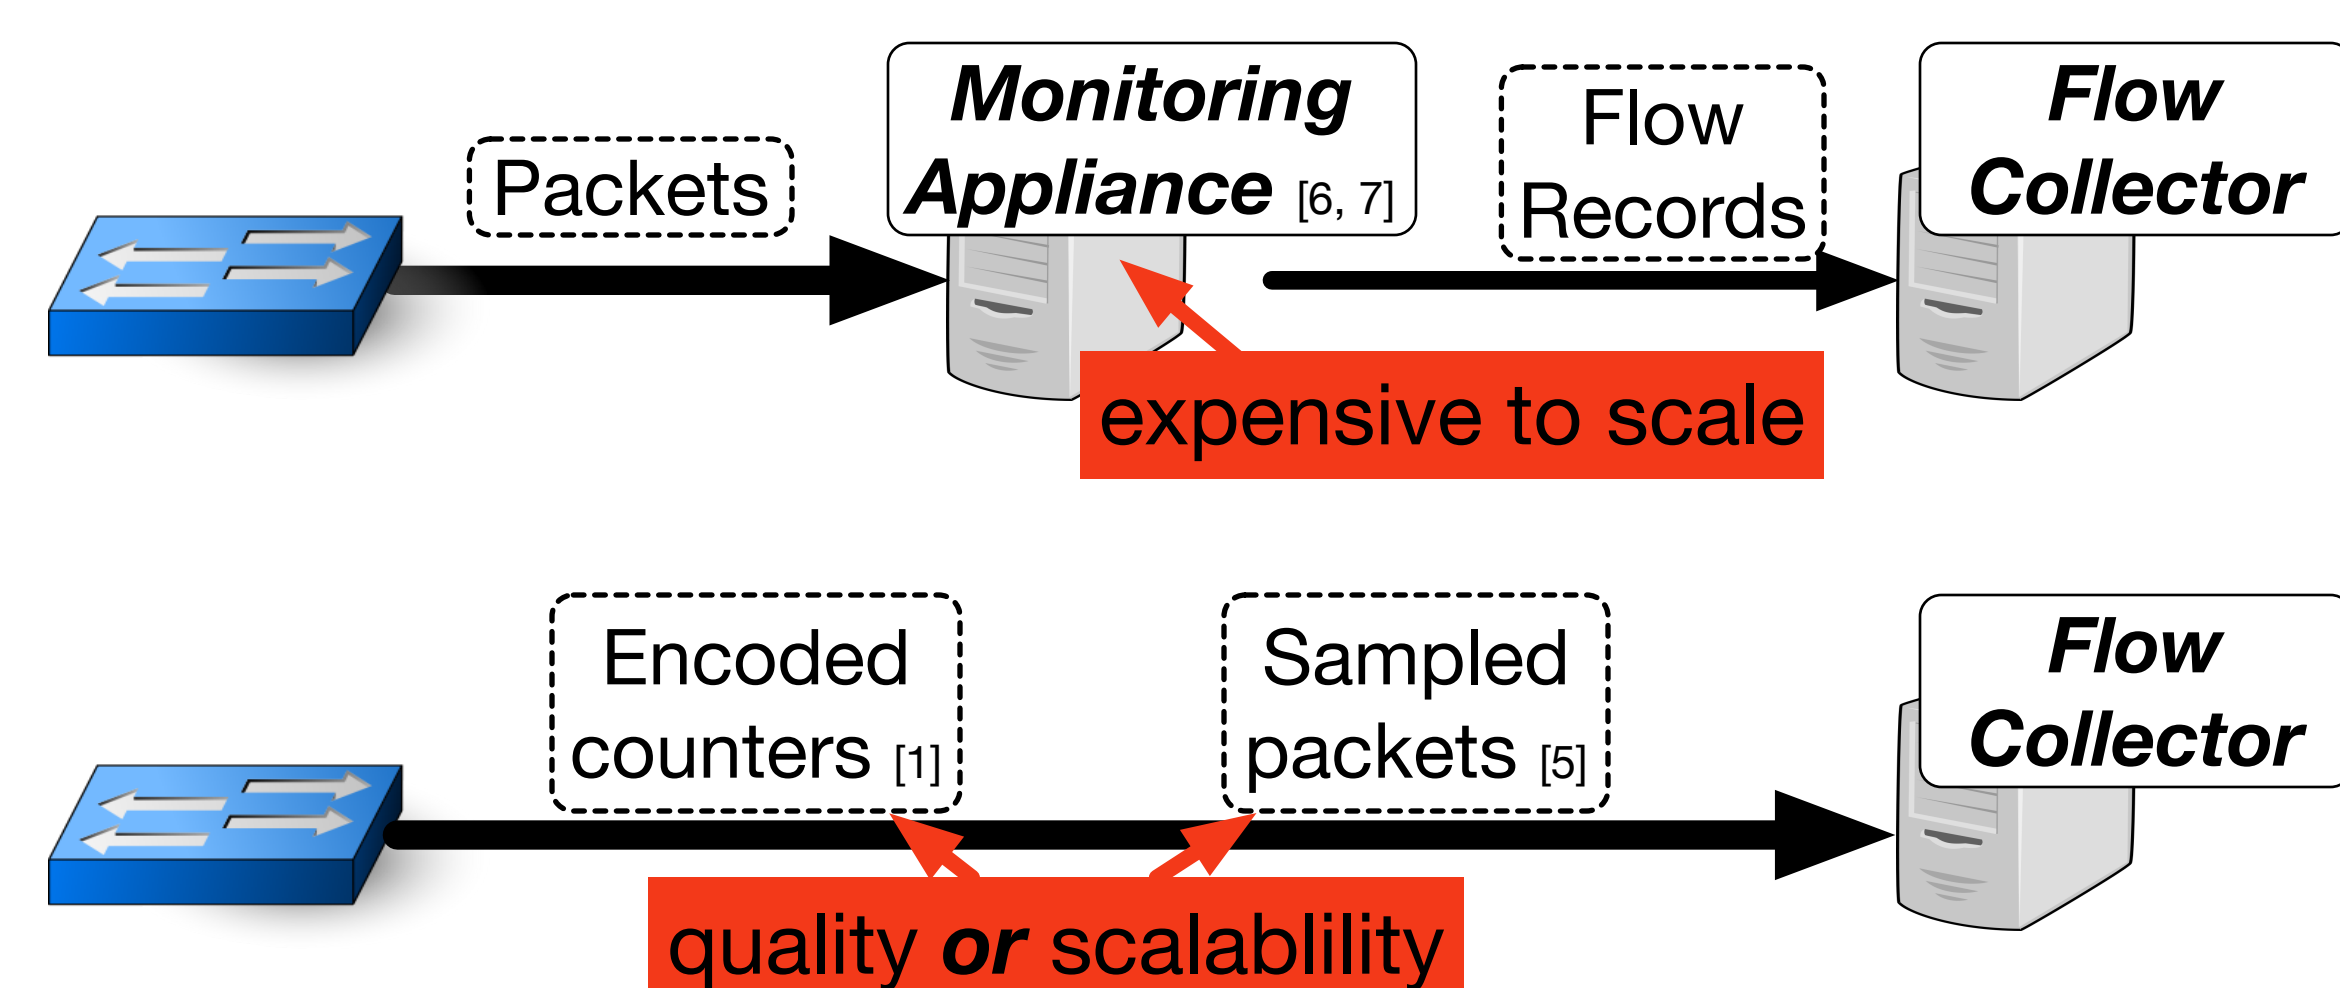 Packets
Monitoring
Appliance [6, 7]
Flow
Records
Flow
Collector
expensive to scale
Encoded
counters [1]
Sampled
packets [5]
Flow
Collector
quality or scalablility